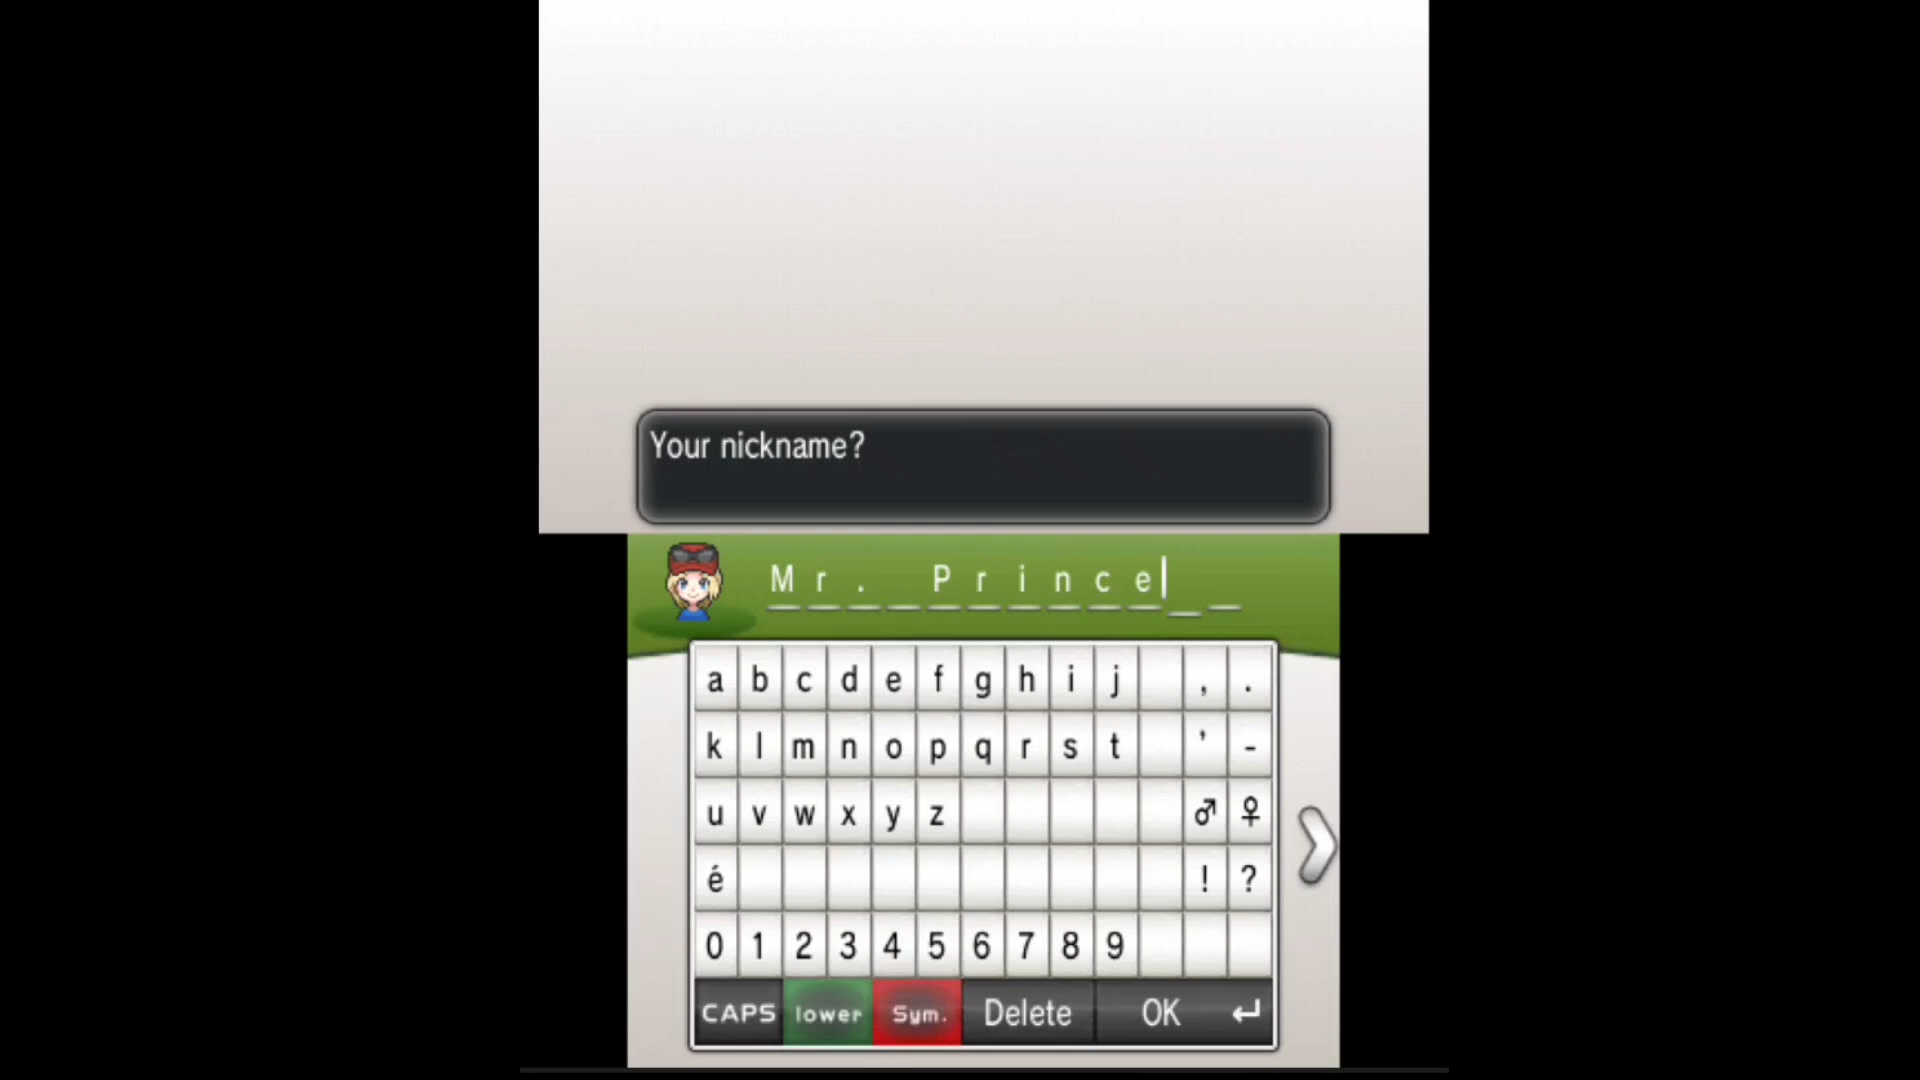 Your nickname?
Mr. Prince
a b c d e f g h i j , .
k l m n o p q r s t ' -
u v w x y z ♂ ♀
é ! ?
0 1 2 3 4 5 6 7 8 9
CAPS lower Sym. Delete OK ↵